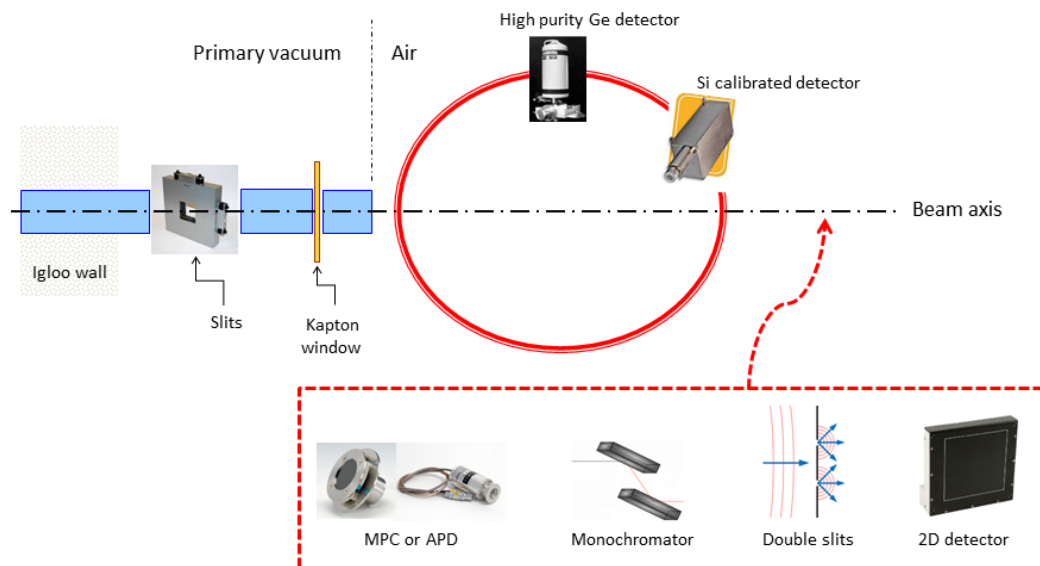 High purity Ge detector
Primary vacuum
Air
Si calibrated detector
Beam axis
Igloo wall
Slits
Kapton
window
MPC or APD
Monochromator
Double slits
2D detector